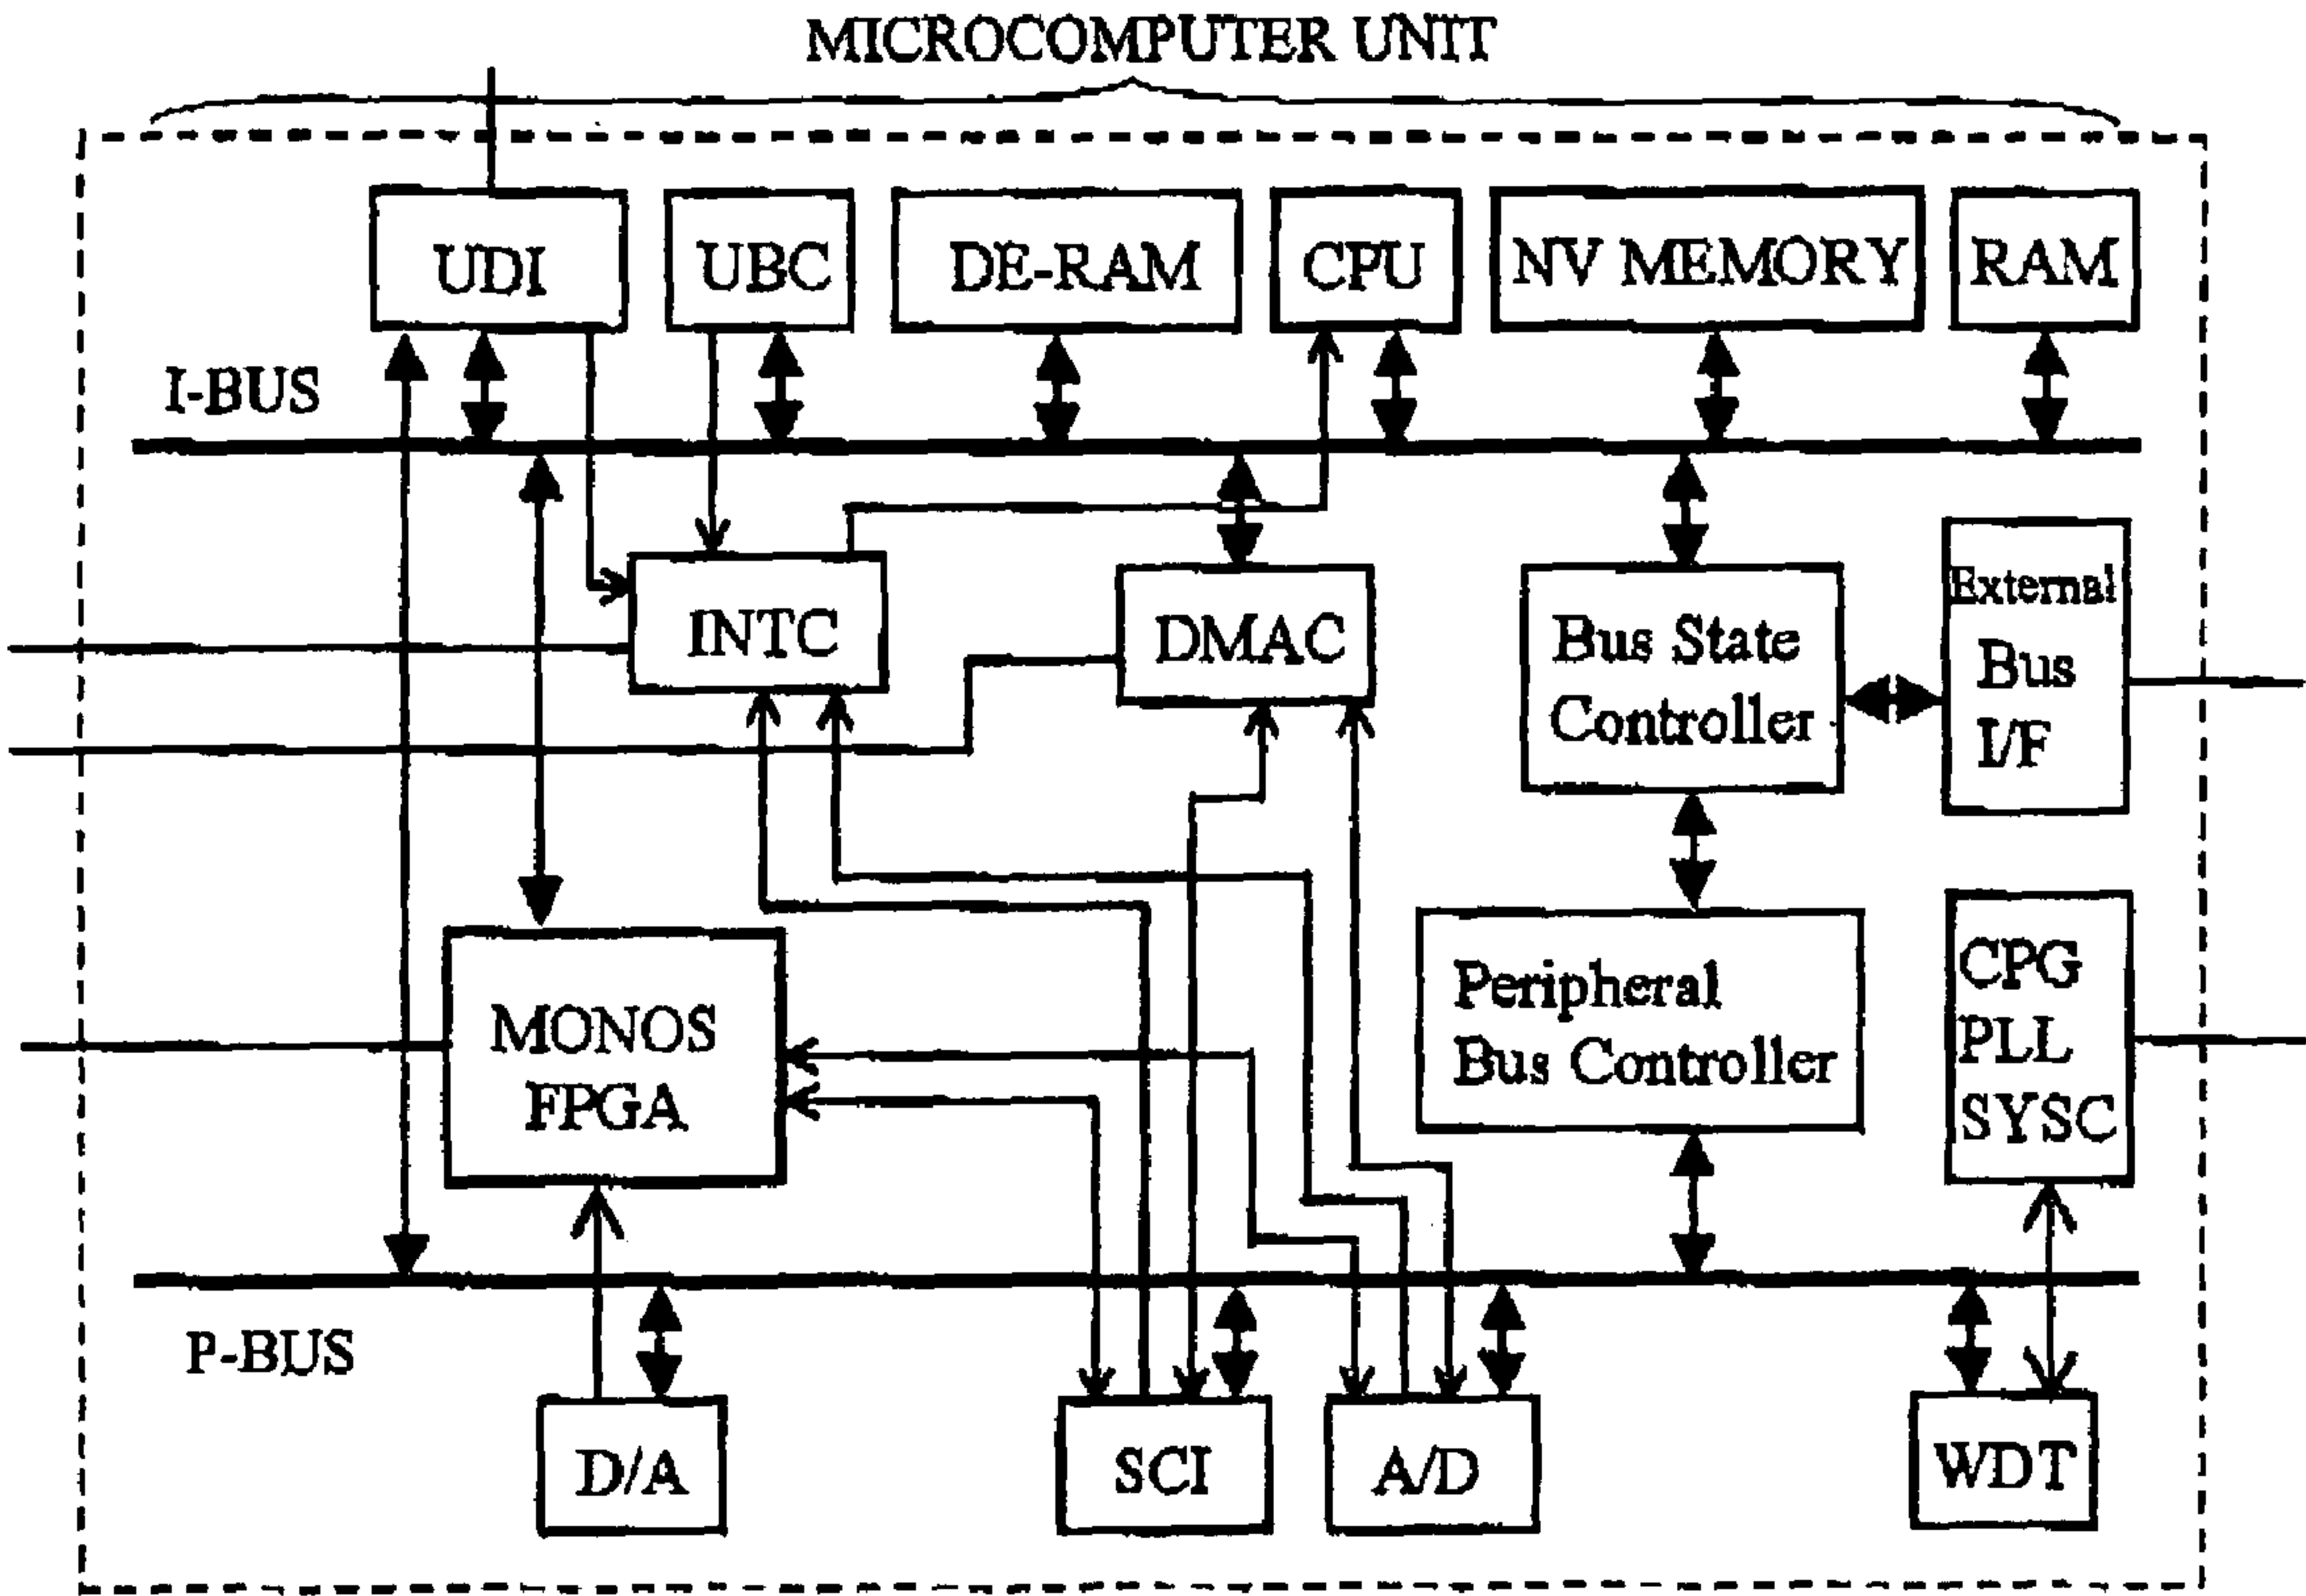 MICROCOMPUTER UNIT
UDI
UBC
DE-RAM
CPU
NV MEMORY
RAM
I-BUS
INTC
DMAC
Bus State
Controller
External
Bus
I/F
MONOS
FPGA
Peripheral
Bus Controller
CPG
PLL
SYSC
P-BUS
D/A
SCI
A/D
WDT